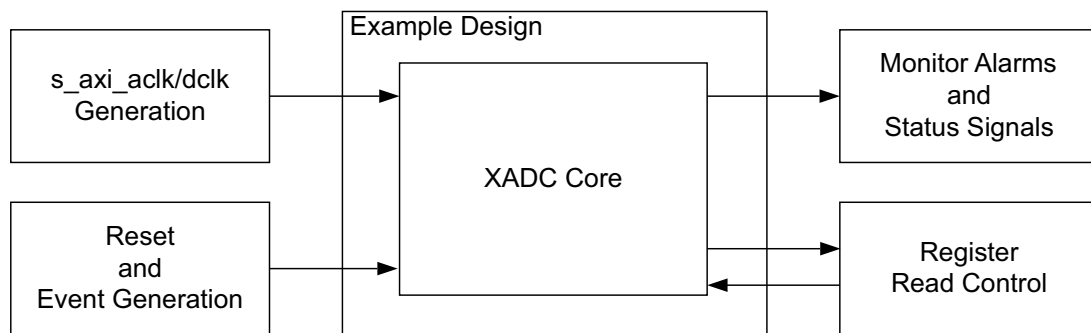 Example Design
s_axi_aclk/dclk
Generation
XADC Core
Monitor Alarms
and
Status Signals
Reset
and
Event Generation
Register
Read Control